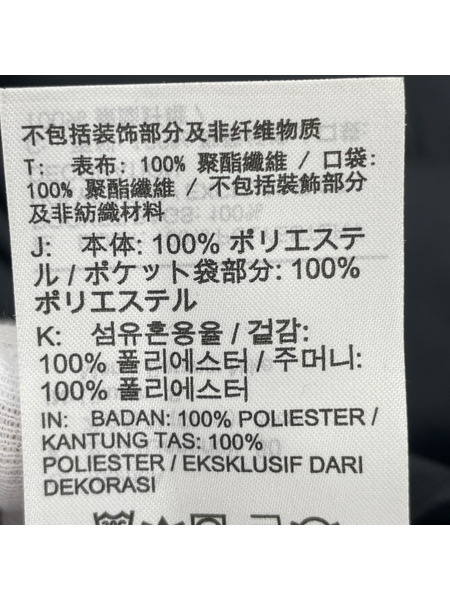 不包括装饰部分及非纤维物质
T: 表布: 100% 聚酯纖維 / 口袋:
100% 聚酯纖維 / 不包括裝飾部分
及非紡織材料
J: 本体: 100% ポリエステ
ル / ポケット袋部分: 100%
ポリエステル
K: 섬유혼용율 / 겉감:
100% 폴리에스터 / 주머니:
100% 폴리에스터
IN: BADAN: 100% POLIESTER /
KANTUNG TAS: 100%
POLIESTER / EKSKLUSIF DARI
DEKORASI